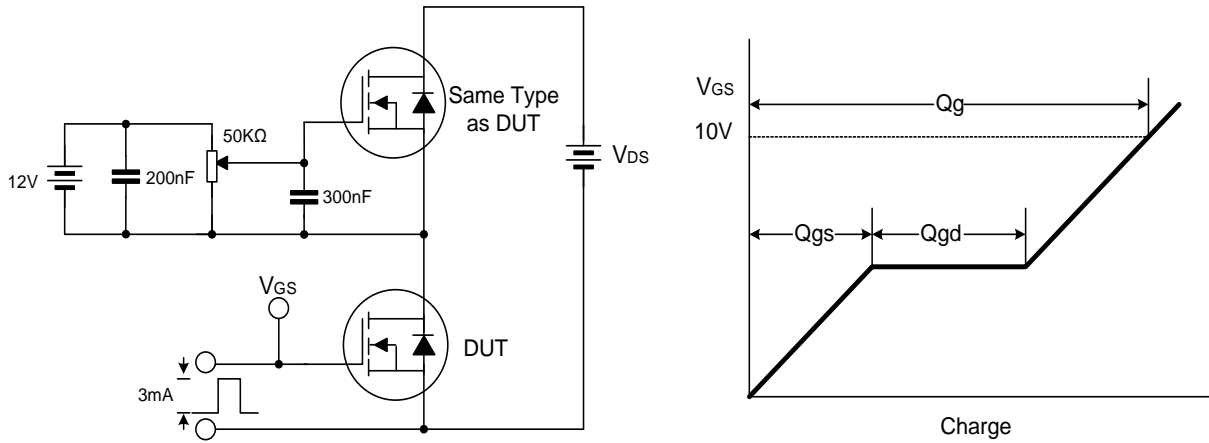 Same Type
as DUT
50KΩ
12V
200nF
300nF
VDS
VGS
DUT
3mA
VGS
Qg
10V
Qgs
Qgd
Charge